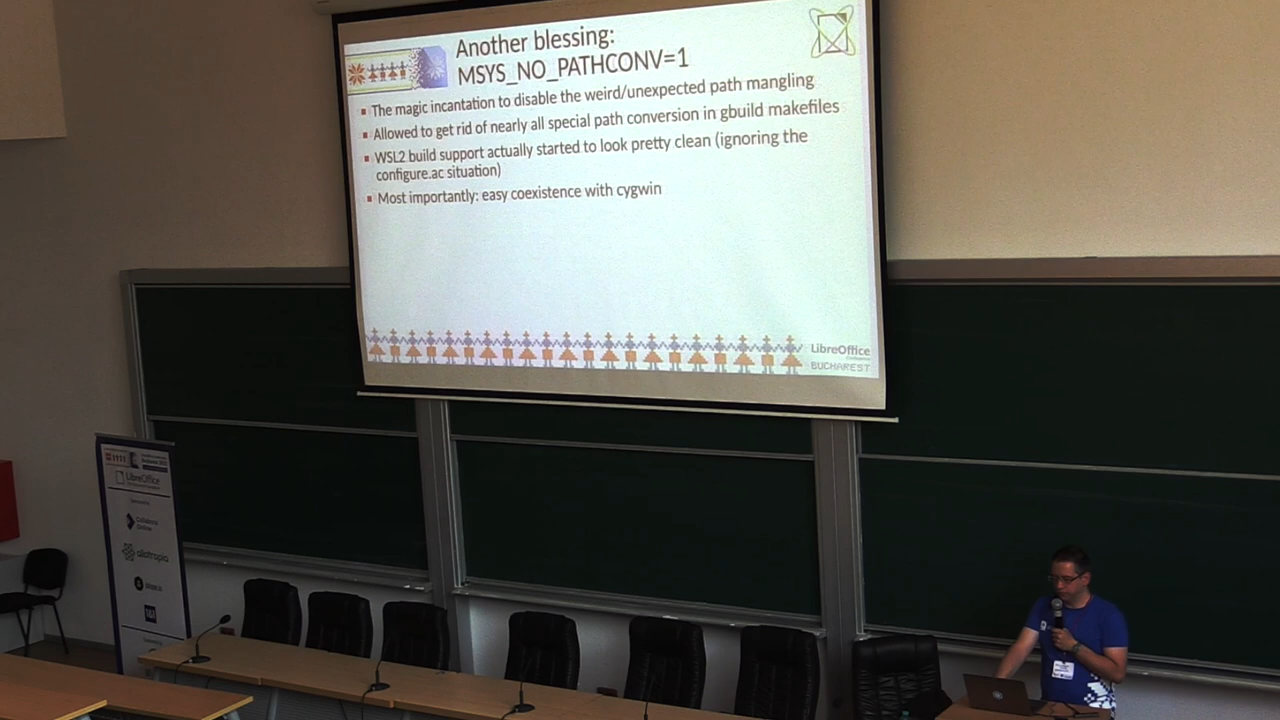 Another blessing:
MSYS_NO_PATHCONV=1
The magic incantation to disable the weird/unexpected path mangling
Allowed to get rid of nearly all special path conversion in gbuild makefiles
WSL2 build support actually started to look pretty clean (ignoring the
configure.ac situation)
Most importantly: easy coexistence with cygwin
LibreOffice
BUCHAREST
LibreOffice
Collabora
Online
allotropia